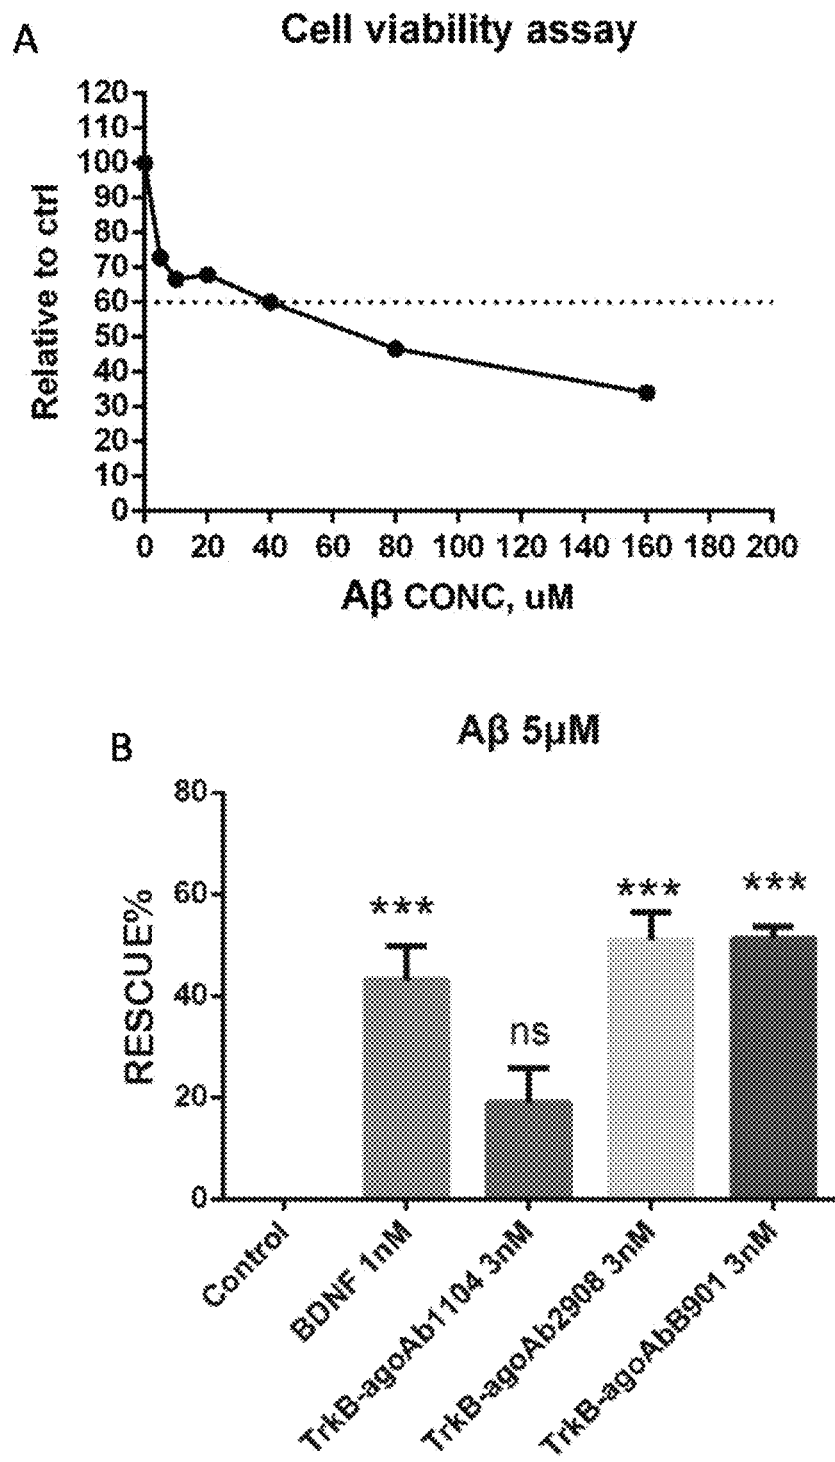 A
Cell viability assay
120
110
100
90
80
70
60
50
40
30
20
10
0
Relative to ctrl
0 20 40 60 80 100 120 140 160 180 200
Aβ CONC, uM
B
Aβ 5µM
80
60
40
20
0
RESCUE%
***
ns
***
***
Control
BDNF 1nM
TrkB-agoAb1104 3nM
TrkB-agoAb2908 3nM
TrkB-agoAbB901 3nM